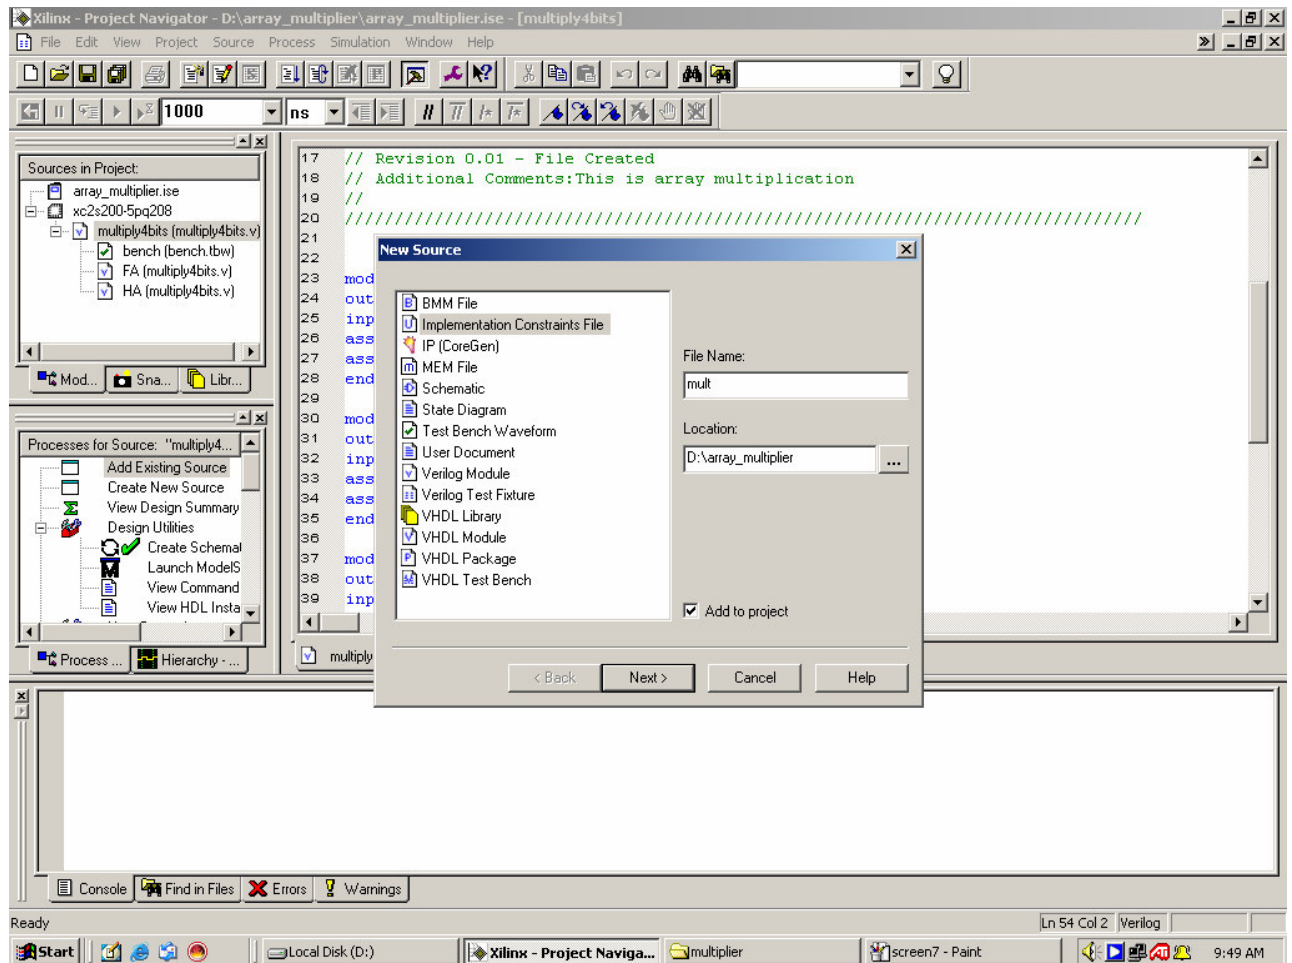 Xilinx - Project Navigator - D:\array_multiplier\array_multiplier.ise - [multiply4bits]
File Edit View Project Source Process Simulation Window Help
1000 ns
Sources in Project:
array_multiplier.ise
xc2s200-5pq208
multiply4bits (multiply4bits.v)
bench (bench.tbw)
FA (multiply4bits.v)
HA (multiply4bits.v)
Mod... Sna... Libr...
Processes for Source: "multiply4...
Add Existing Source
Create New Source
View Design Summary
Design Utilities
Create Schemat
Launch ModelS
View Command
View HDL Insta
Process ... Hierarchy - ...
17 // Revision 0.01 - File Created
18 // Additional Comments:This is array multiplication
19 //
20 ////////////////////////////////////////////////////////////////////////////////
21
22
23 mod
24 out
25 inp
26 ass
27 ass
28 end
29
30 mod
31 out
32 inp
33 ass
34 ass
35 end
36
37 mod
38 out
39 inp
multiply
New Source
BMM File
Implementation Constraints File
IP (CoreGen)
MEM File
Schematic
State Diagram
Test Bench Waveform
User Document
Verilog Module
Verilog Test Fixture
VHDL Library
VHDL Module
VHDL Package
VHDL Test Bench
File Name:
mult
Location:
D:\array_multiplier
...
Add to project
< Back Next > Cancel Help
Console Find in Files Errors Warnings
Ready Ln 54 Col 2 Verilog
Start Local Disk (D:) Xilinx - Project Naviga... multiplier screen7 - Paint 9:49 AM